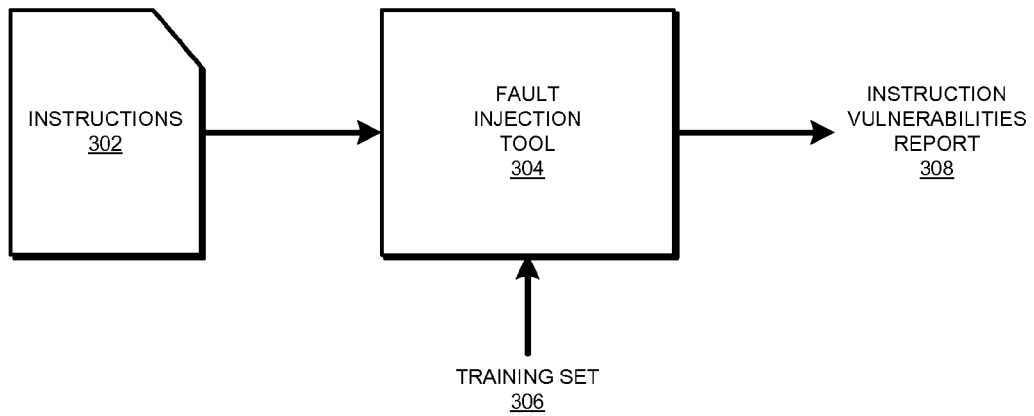 INSTRUCTIONS
302
FAULT
INJECTION
TOOL
304
INSTRUCTION
VULNERABILITIES
REPORT
308
TRAINING SET
306